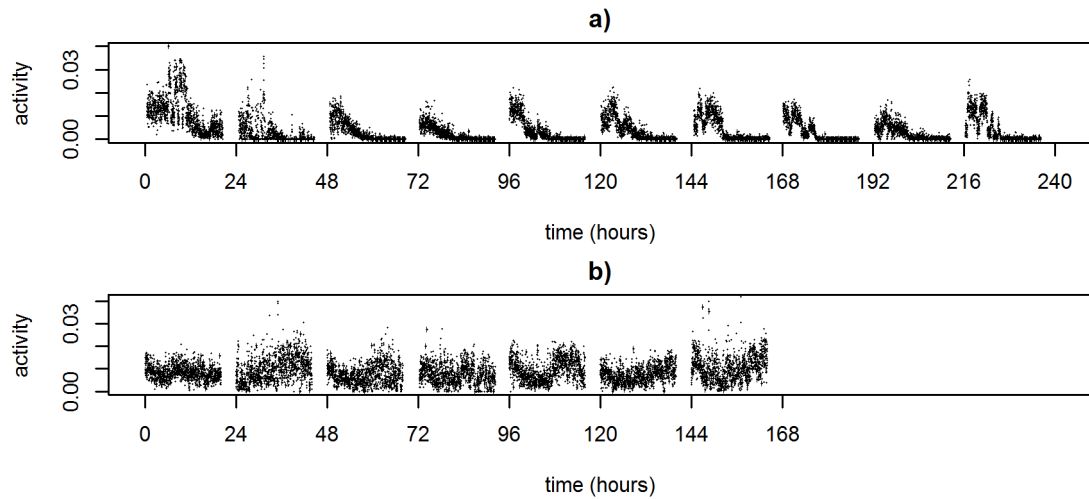 a)
activity
0.03
0.00
0 24 48 72 96 120 144 168 192 216 240
time (hours)
b)
activity
0.03
0.00
0 24 48 72 96 120 144 168
time (hours)